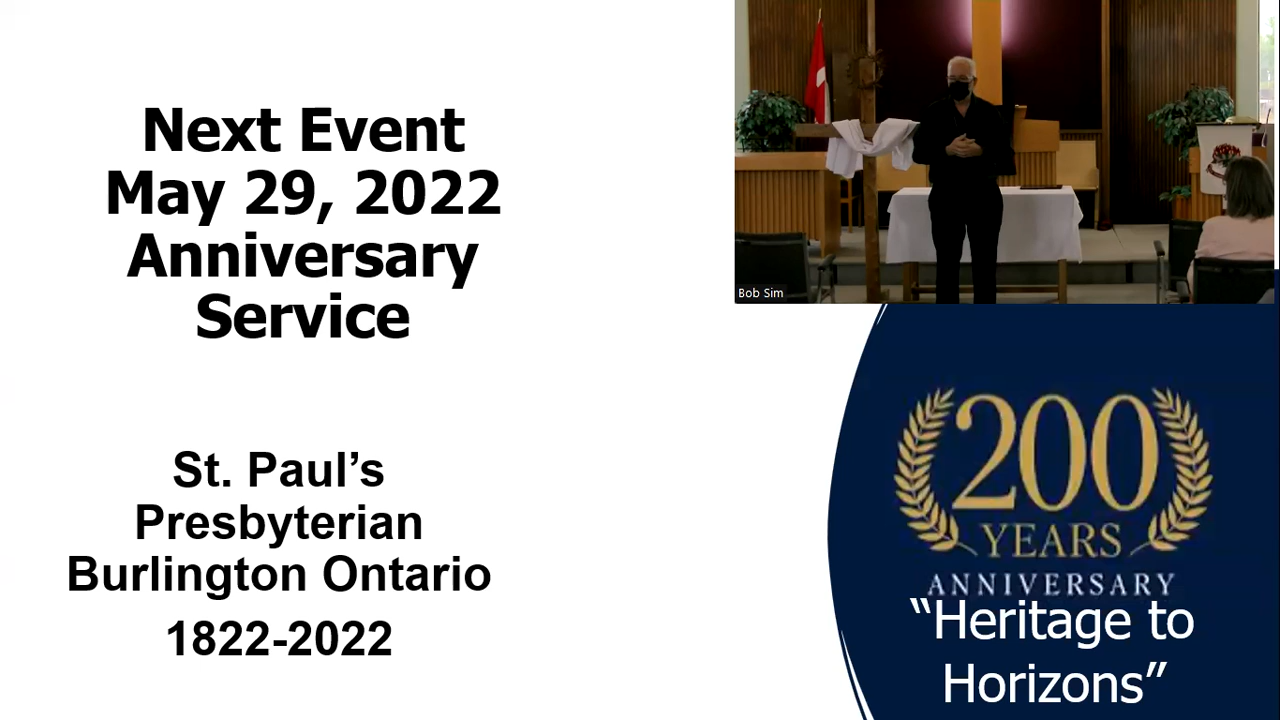 Next Event
May 29, 2022
Anniversary
Service
St. Paul’s
Presbyterian
Burlington Ontario
1822-2022
Bob Sim
200
YEARS
ANNIVERSARY
“Heritage to
Horizons”